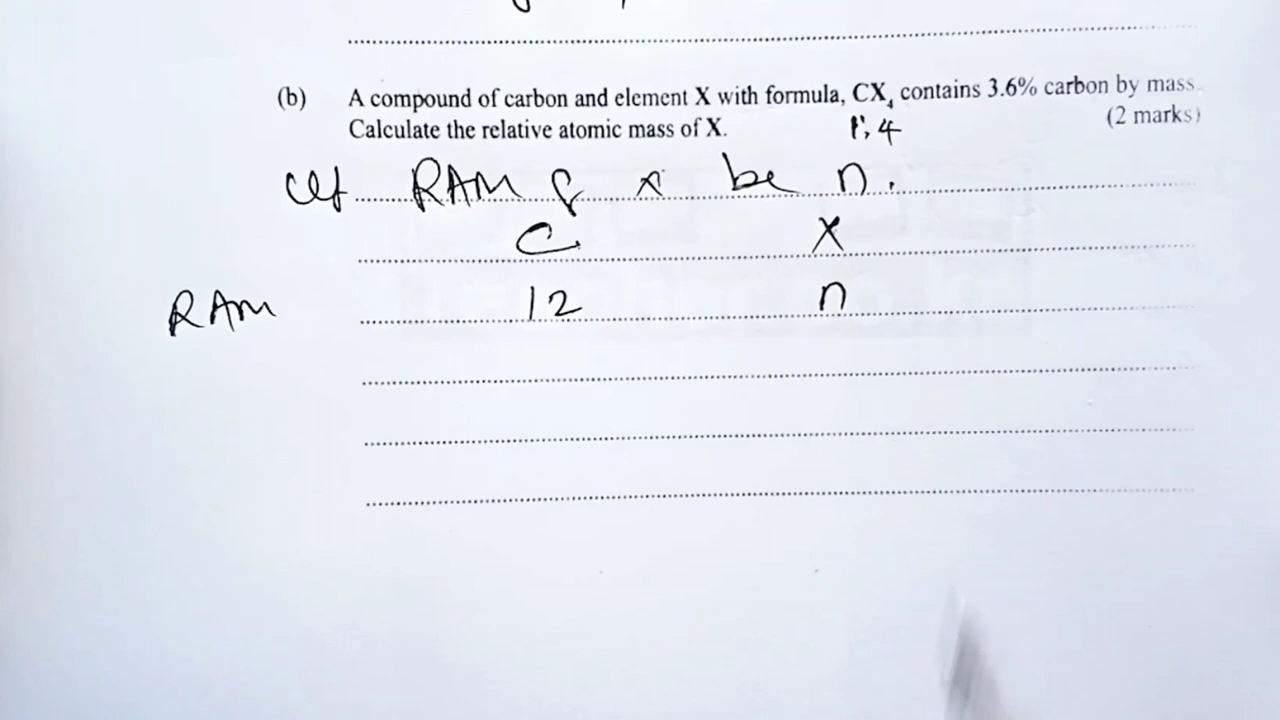 (b) A compound of carbon and element X with formula, CX₄ contains 3.6% carbon by mass.
Calculate the relative atomic mass of X. (2 marks)
1:4
let RAM of x be n.
C X
RAM 12 n